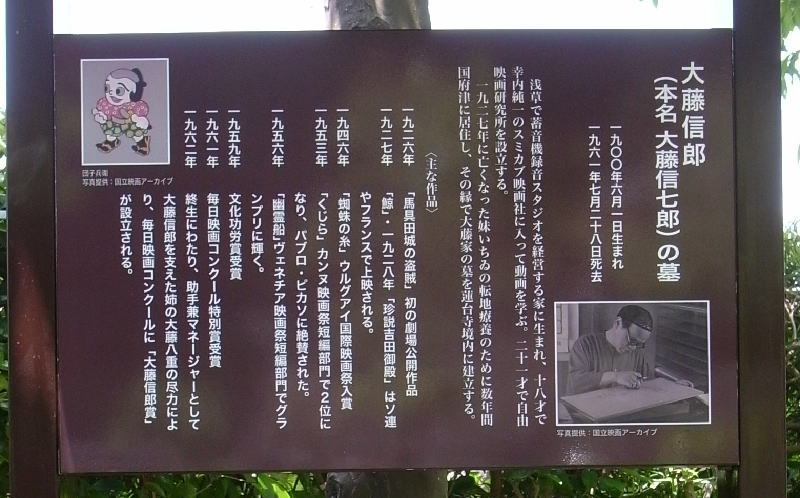 大藤信郎
（本名 大藤信七郎）の墓
一九〇〇年六月一日生まれ
一九六一年七月二十八日死去
浅草で蓄音機録音スタジオを経営する家に生まれ、十八才で
幸内純一のスミカズ映画社に入って動画を学ぶ。二十一才で自由
映画研究所を設立する。
一九二七年に亡くなった妹いちゐの転地療養のために数年間
国府津に居住し、その縁で大藤家の墓を蓮台寺境内に建立する。
〈主な作品〉
一九二六年 「馬具田城の盗賊」初の劇場公開作品
一九二七年 「鯨」・一九二八年「珍説吉田御殿」はソ連
やフランスで上映される。
一九四六年 「蜘蛛の糸」ウルグアイ国際映画祭入賞
一九五三年 「くじら」カンヌ映画祭短編部門で２位に
なり、パブロ・ピカソに絶賛された。
一九五六年 「幽霊船」ヴェネチア映画祭短編部門でグラ
ンプリに輝く。
一九五九年 文化功労賞受賞
一九六一年 毎日映画コンクール特別賞受賞
一九六二年 終生にわたり、助手兼マネージャーとして
大藤信郎を支えた姉の大藤八重の尽力によ
り、毎日映画コンクールに「大藤信郎賞」
が設立される。
写真提供：国立映画アーカイブ
団子兵衛
写真提供：国立映画アーカイブ